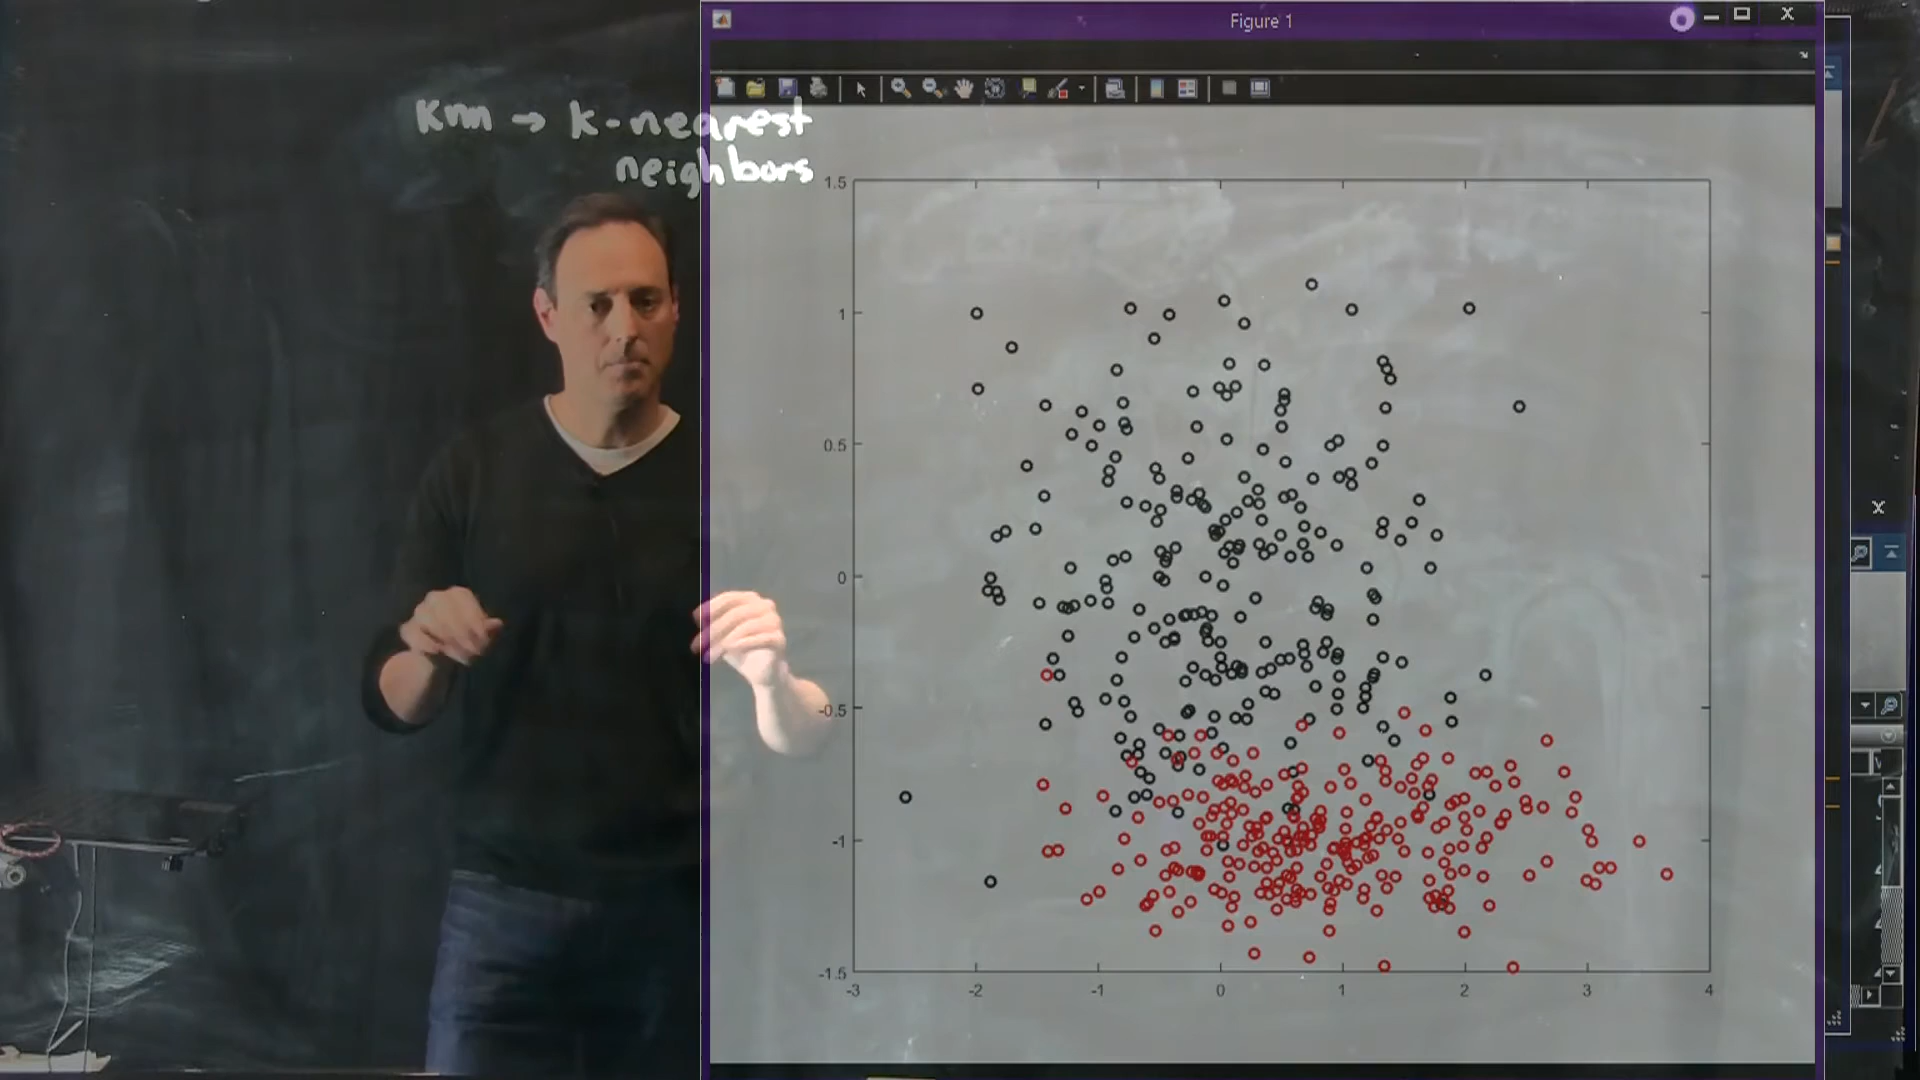 Figure 1
knn → k-nearest
neighbors
1.5
1
0.5
0
-0.5
-1
-1.5
-3 -2 -1 0 1 2 3 4